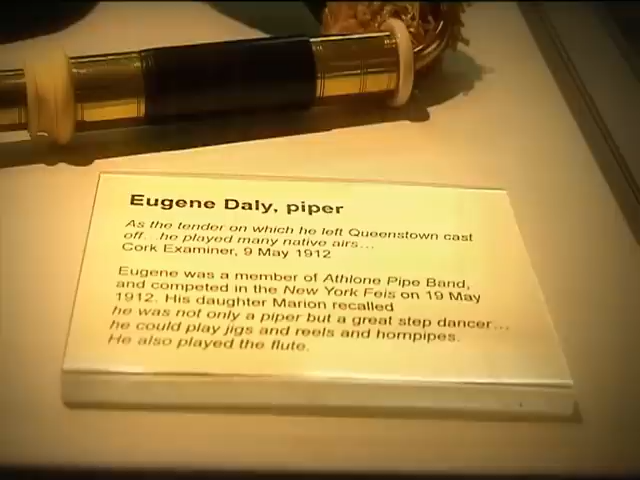 Eugene Daly, piper
As the tender on which he left Queenstown cast
off...he played many native airs...
Cork Examiner, 9 May 1912
Eugene was a member of Athlone Pipe Band,
and competed in the New York Feis on 19 May
1912. His daughter Marion recalled
he was not only a piper but a great step dancer...
he could play jigs and reels and hornpipes.
He also played the flute.